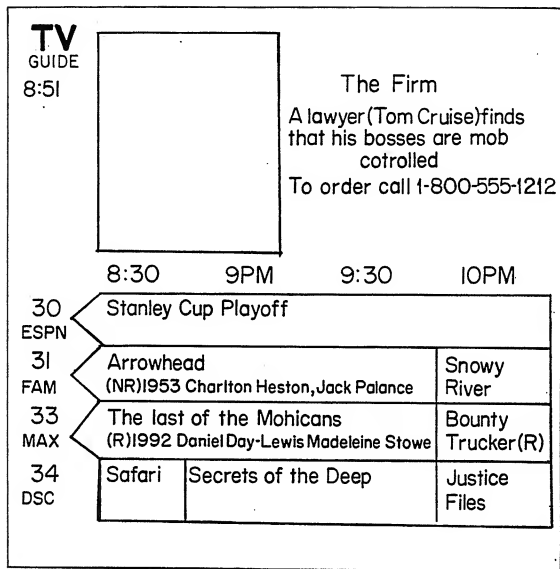 TV
GUIDE
8:51
The Firm
A lawyer(Tom Cruise)finds
that his bosses are mob
cotrolled
To order call 1-800-555-1212
8:30 9PM 9:30 10PM
30 Stanley Cup Playoff
ESPN
31 Arrowhead Snowy
FAM (NR)1953 Charlton Heston,Jack Palance River
33 The last of the Mohicans Bounty
MAX (R)1992 Daniel Day-Lewis Madeleine Stowe Trucker(R)
34 Safari Secrets of the Deep Justice
DSC Files